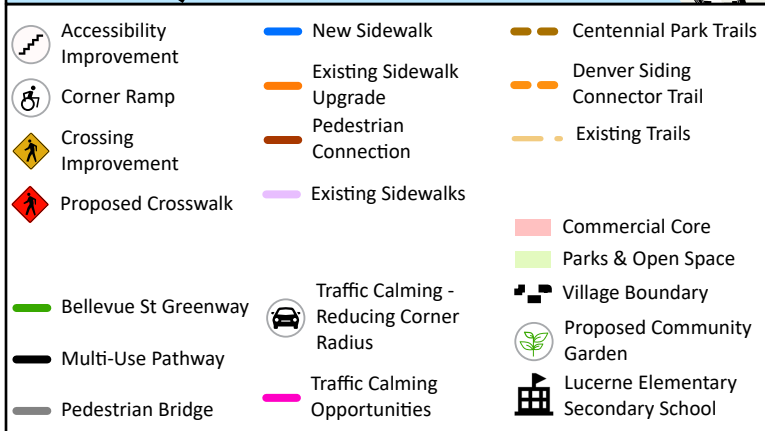 Accessibility
Improvement
Corner Ramp
Crossing
Improvement
Proposed Crosswalk
Bellevue St Greenway
Multi-Use Pathway
Pedestrian Bridge
New Sidewalk
Existing Sidewalk
Upgrade
Pedestrian
Connection
Existing Sidewalks
Traffic Calming -
Reducing Corner
Radius
Traffic Calming
Opportunities
Centennial Park Trails
Denver Siding
Connector Trail
Existing Trails
Commercial Core
Parks & Open Space
Village Boundary
Proposed Community
Garden
Lucerne Elementary
Secondary School